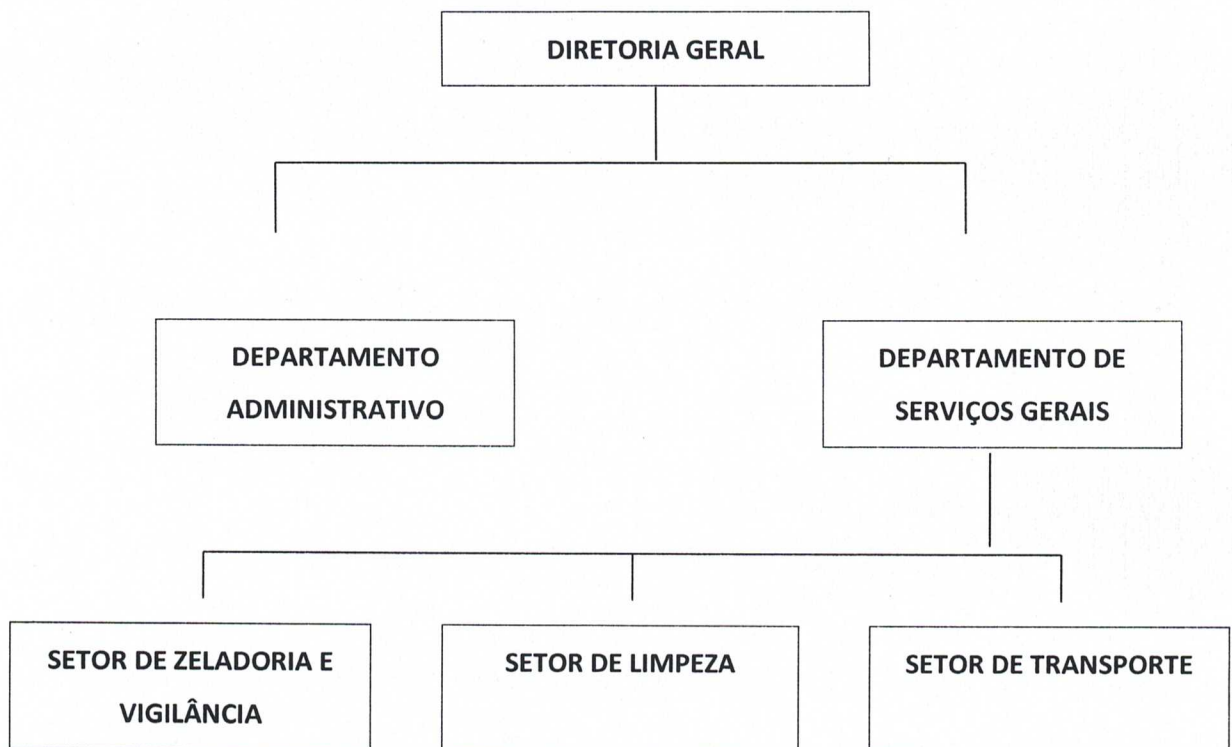 DIRETORIA GERAL
DEPARTAMENTO
ADMINISTRATIVO
DEPARTAMENTO DE
SERVIÇOS GERAIS
SETOR DE ZELADORIA E
VIGILÂNCIA
SETOR DE LIMPEZA
SETOR DE TRANSPORTE